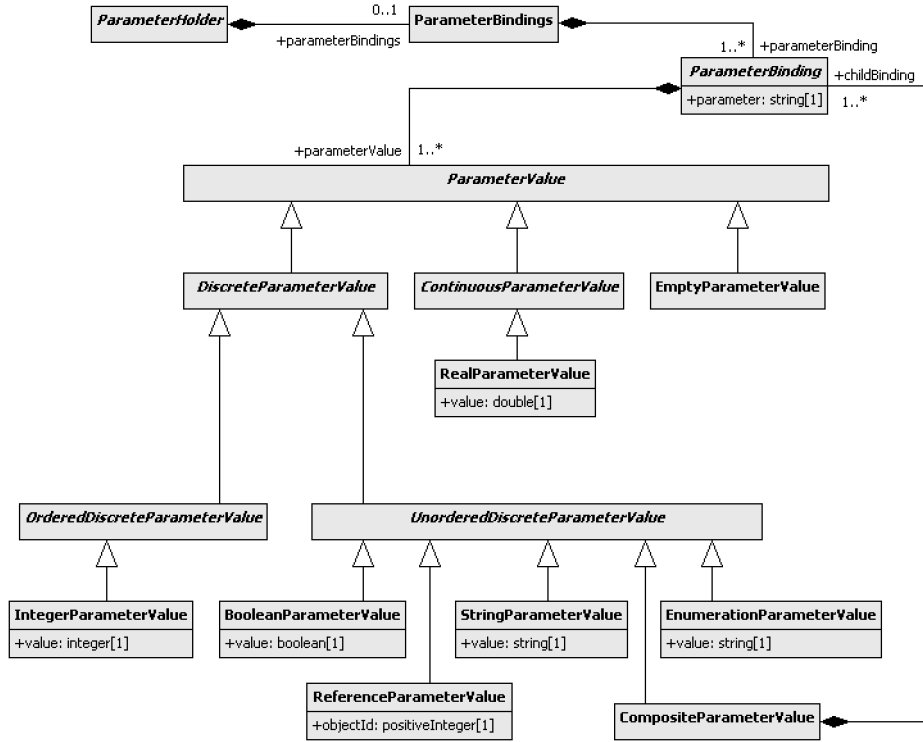 ParameterHolder
0..1
ParameterBindings
+parameterBindings
1..*
+parameterBinding
ParameterBinding
+childBinding
+parameter: string[1]
1..*
+parameterValue
1..*
ParameterValue
DiscreteParameterValue
ContinuousParameterValue
EmptyParameterValue
RealParameterValue
+value: double[1]
OrderedDiscreteParameterValue
UnorderedDiscreteParameterValue
IntegerParameterValue
+value: integer[1]
BooleanParameterValue
+value: boolean[1]
StringParameterValue
+value: string[1]
EnumerationParameterValue
+value: string[1]
ReferenceParameterValue
+objectId: positiveInteger[1]
CompositeParameterValue